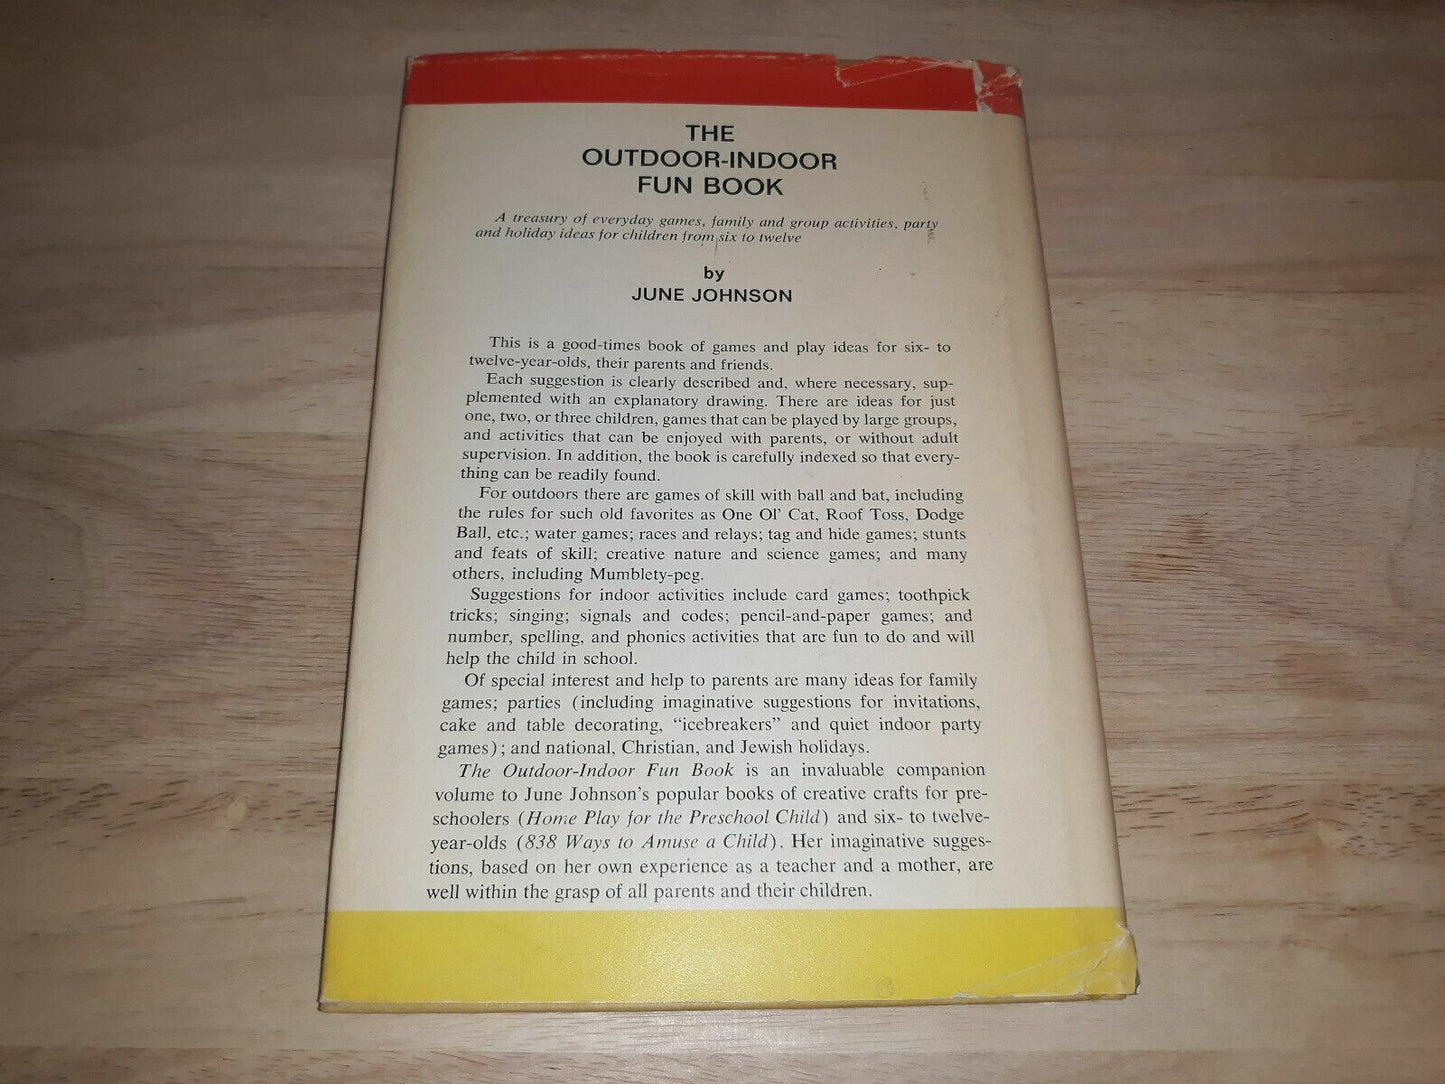 THE
OUTDOOR-INDOOR
FUN BOOK
A treasury of everyday games, family and group activities, party
and holiday ideas for children from six to twelve
by
JUNE JOHNSON
This is a good-times book of games and play ideas for six- to
twelve-year-olds, their parents and friends.
Each suggestion is clearly described and, where necessary, sup-
plemented with an explanatory drawing. There are ideas for just
one, two, or three children, games that can be played by large groups,
and activities that can be enjoyed with parents, or without adult
supervision. In addition, the book is carefully indexed so that every-
thing can be readily found.
For outdoors there are games of skill with ball and bat, including
the rules for such old favorites as One Ol' Cat, Roof Toss, Dodge
Ball, etc.; water games; races and relays; tag and hide games; stunts
and feats of skill; creative nature and science games; and many
others, including Mumblety-peg.
Suggestions for indoor activities include card games; toothpick
tricks; singing; signals and codes; pencil-and-paper games; and
number, spelling, and phonics activities that are fun to do and will
help the child in school.
Of special interest and help to parents are many ideas for family
games; parties (including imaginative suggestions for invitations,
cake and table decorating, "icebreakers" and quiet indoor party
games); and national, Christian, and Jewish holidays.
The Outdoor-Indoor Fun Book is an invaluable companion
volume to June Johnson's popular books of creative crafts for pre-
schoolers (Home Play for the Preschool Child) and six- to twelve-
year-olds (838 Ways to Amuse a Child). Her imaginative sugges-
tions, based on her own experience as a teacher and a mother, are
well within the grasp of all parents and their children.